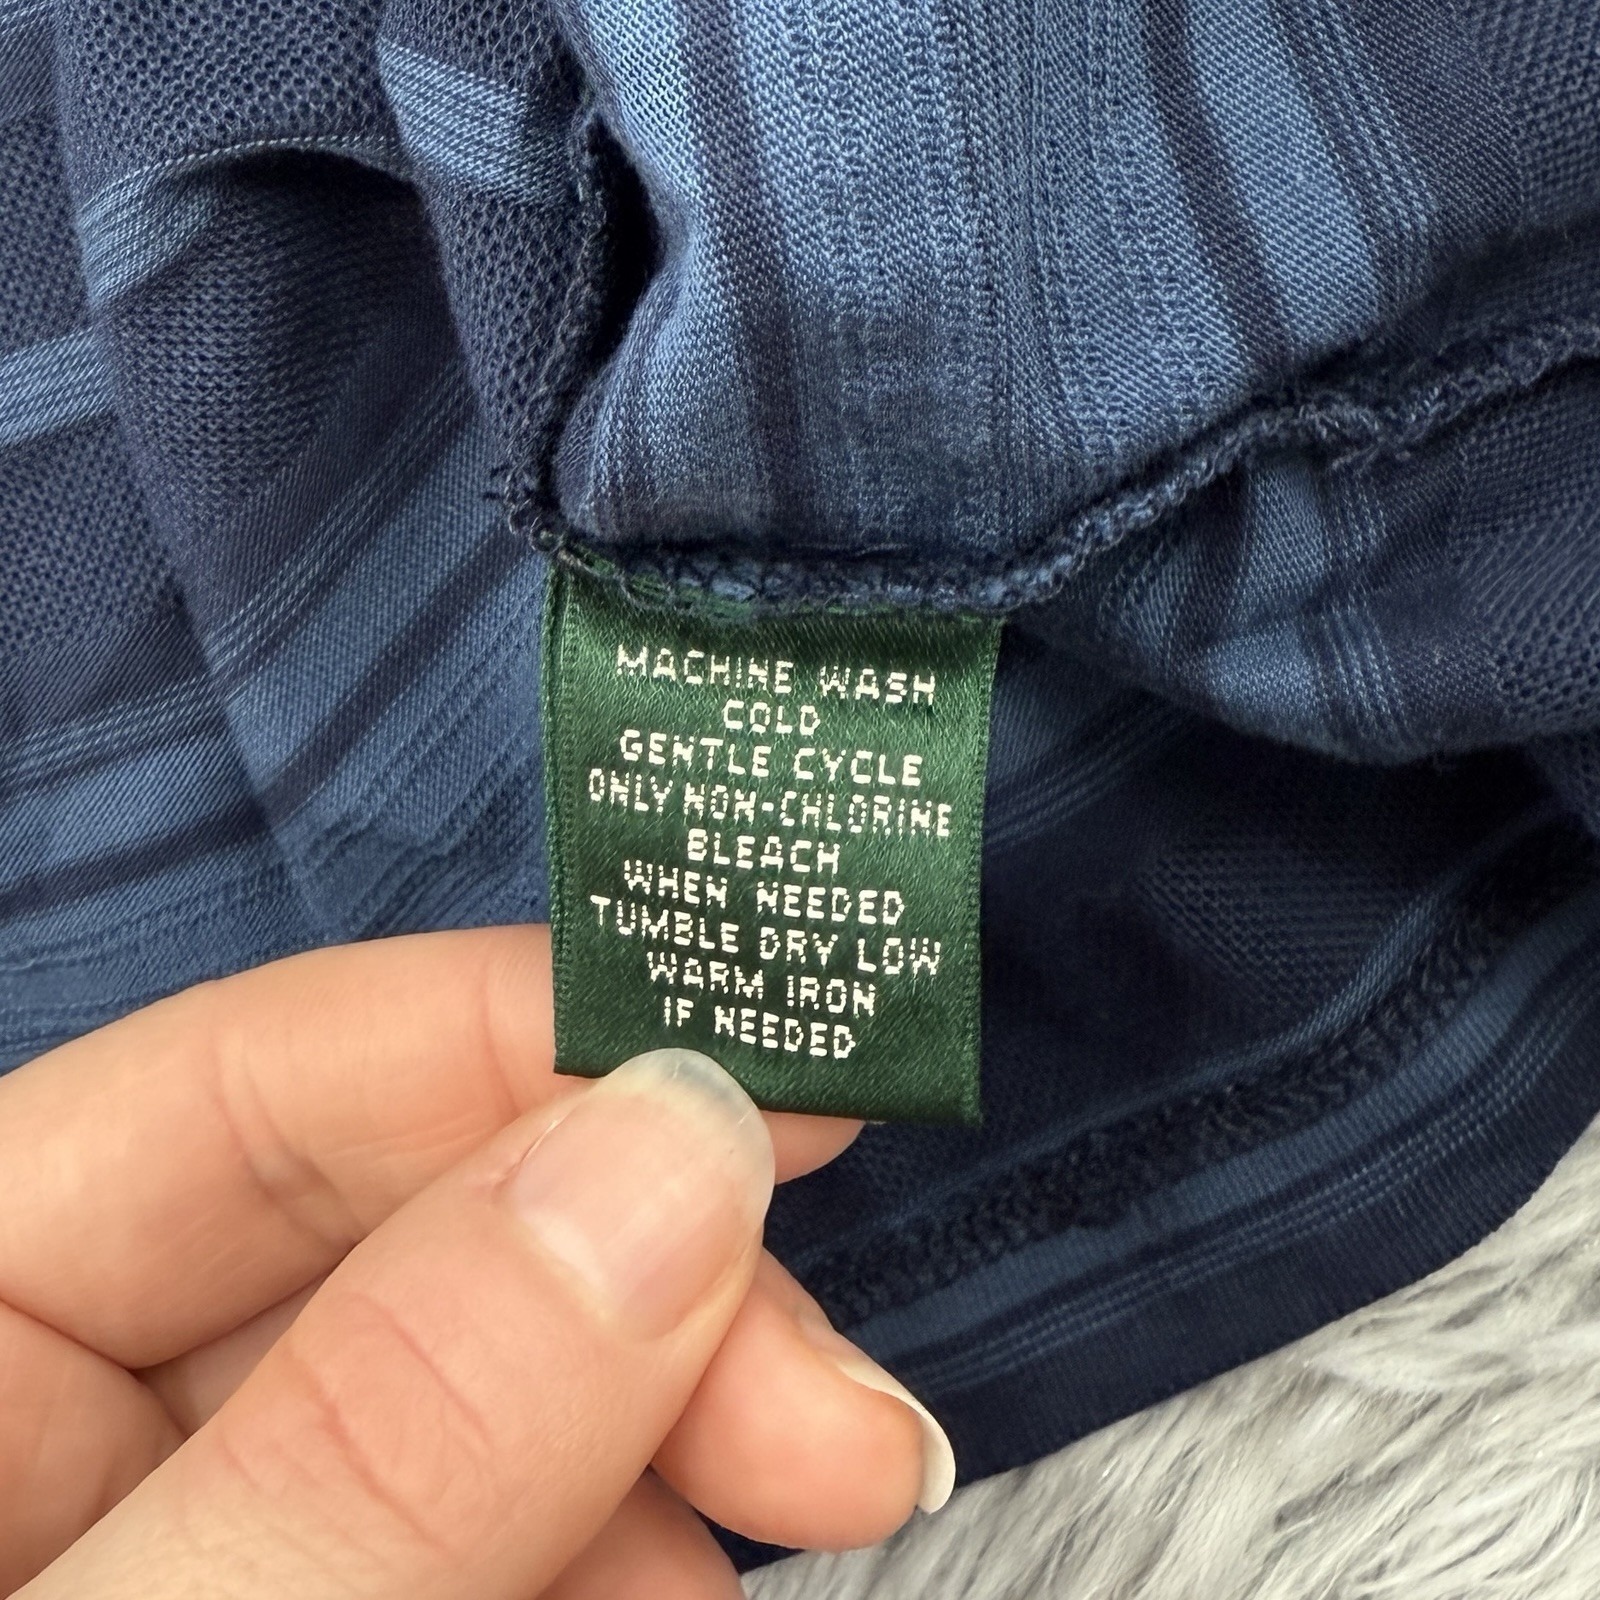 MACHINE WASH
COLD
GENTLE CYCLE
ONLY NON-CHLORINE
BLEACH
WHEN NEEDED
TUMBLE DRY LOW
WARM IRON
IF NEEDED